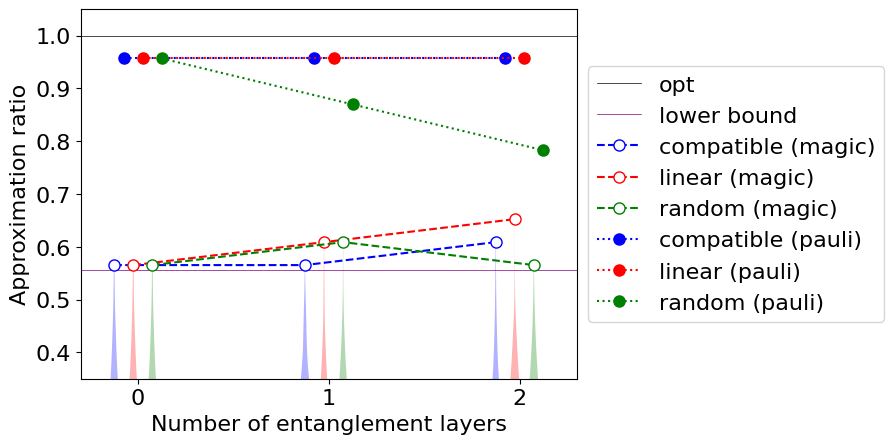 1.0
0.9
0.8
0.7
0.6
0.5
0.4
Approximation ratio
0 1 2
Number of entanglement layers
opt
lower bound
compatible (magic)
linear (magic)
random (magic)
compatible (pauli)
linear (pauli)
random (pauli)